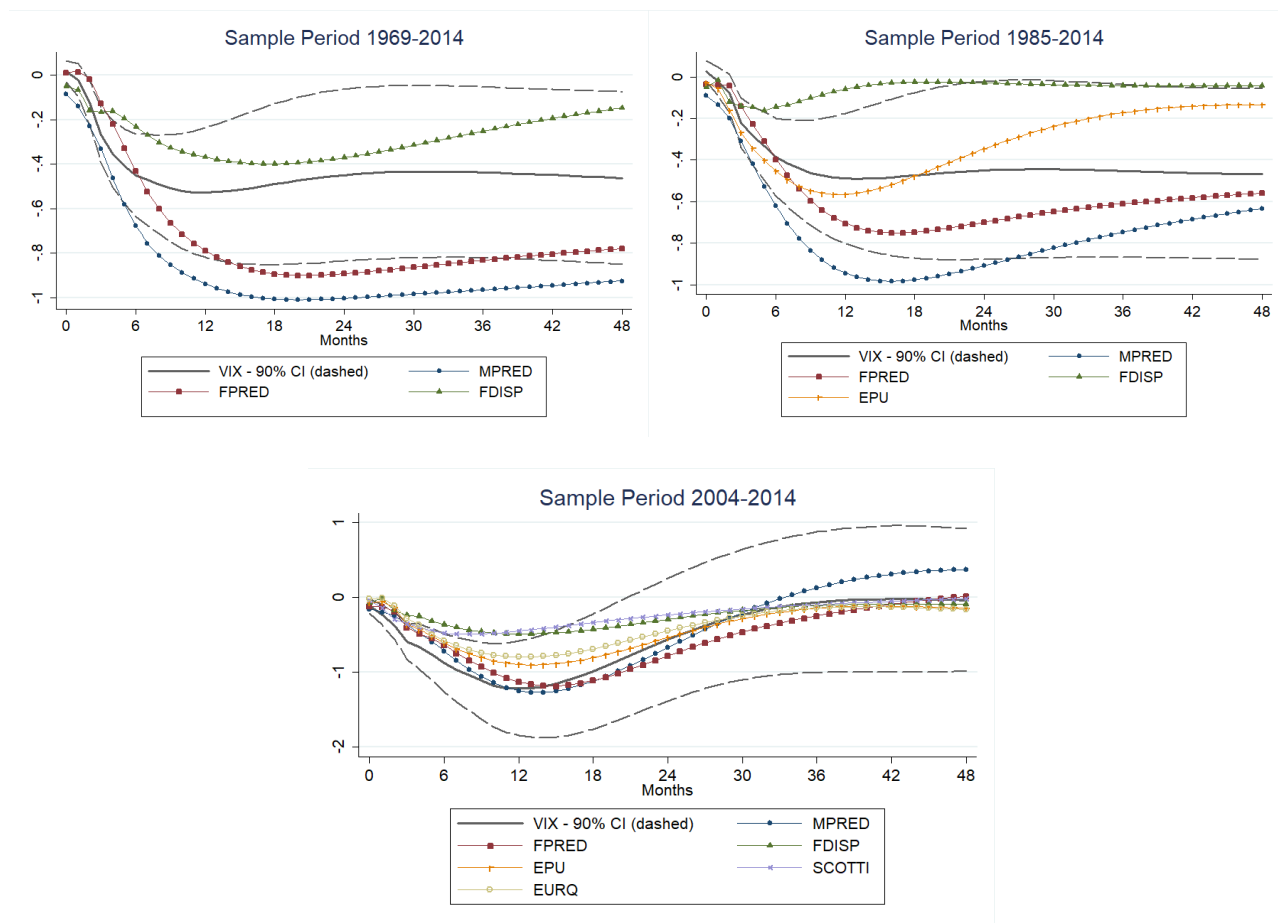 Sample Period 1969-2014
0
-.2
-.4
-.6
-.8
-1
0 6 12 18 24 30 36 42 48
Months
VIX - 90% CI (dashed) MPRED
FPRED FDISP
Sample Period 1985-2014
0
-.2
-.4
-.6
-.8
-1
0 6 12 18 24 30 36 42 48
Months
VIX - 90% CI (dashed) MPRED
FPRED FDISP
EPU
Sample Period 2004-2014
1
0
-1
-2
0 6 12 18 24 30 36 42 48
Months
VIX - 90% CI (dashed) MPRED
FPRED FDISP
EPU SCOTTI
EURQ